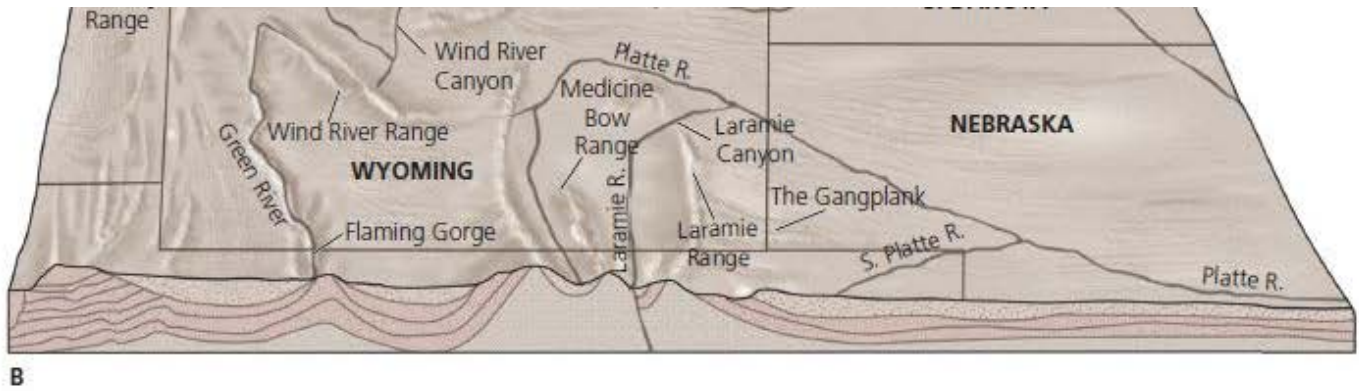 Range
Wind River
Canyon
Platte R.
Medicine
Bow
Range
Wind River Range
Laramie
Canyon
NEBRASKA
Green River
WYOMING
Laramie R.
The Gangplank
Flaming Gorge
Laramie
Range
S. Platte R.
Platte R.
B